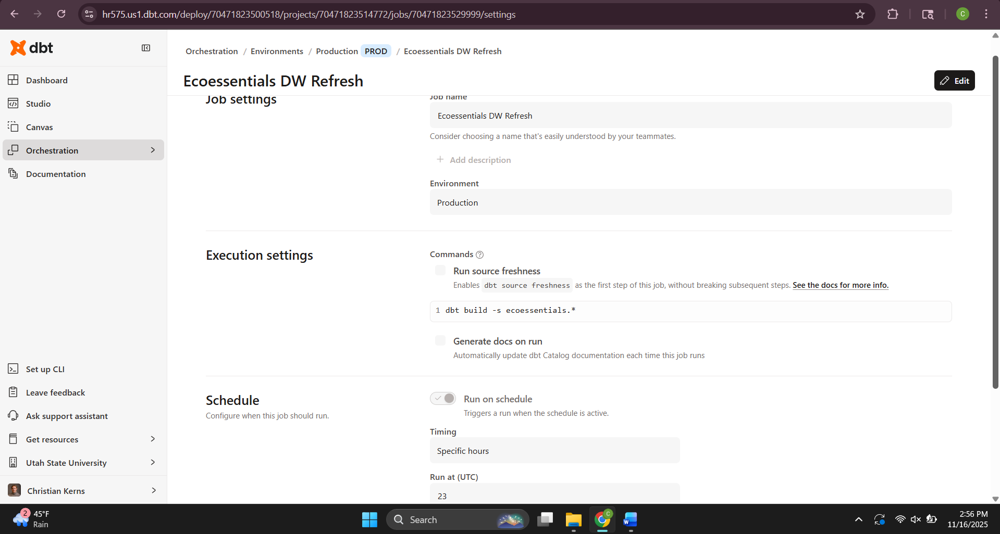 hr575.us1.dbt.com/deploy/70471823500518/projects/70471823514772/jobs/70471823529999/settings
C
dbt
Dashboard
Studio
Canvas
Orchestration
Documentation
Set up CLI
Leave feedback
Ask support assistant
Get resources
Utah State University
Christian Kerns
Orchestration / Environments / Production PROD / Ecoessentials DW Refresh
Ecoessentials DW Refresh
Edit
Job settings
Job name
Ecoessentials DW Refresh
Consider choosing a name that's easily understood by your teammates.
+ Add description
Environment
Production
Execution settings
Commands ?
Run source freshness
Enables dbt source freshness as the first step of this job, without breaking subsequent steps. See the docs for more info.
1 dbt build -s ecoessentials.*
Generate docs on run
Automatically update dbt Catalog documentation each time this job runs
Schedule
Configure when this job should run.
Run on schedule
Triggers a run when the schedule is active.
Timing
Specific hours
Run at (UTC)
23
2
45°F
Rain
Search
C
W
2:56 PM
11/16/2025